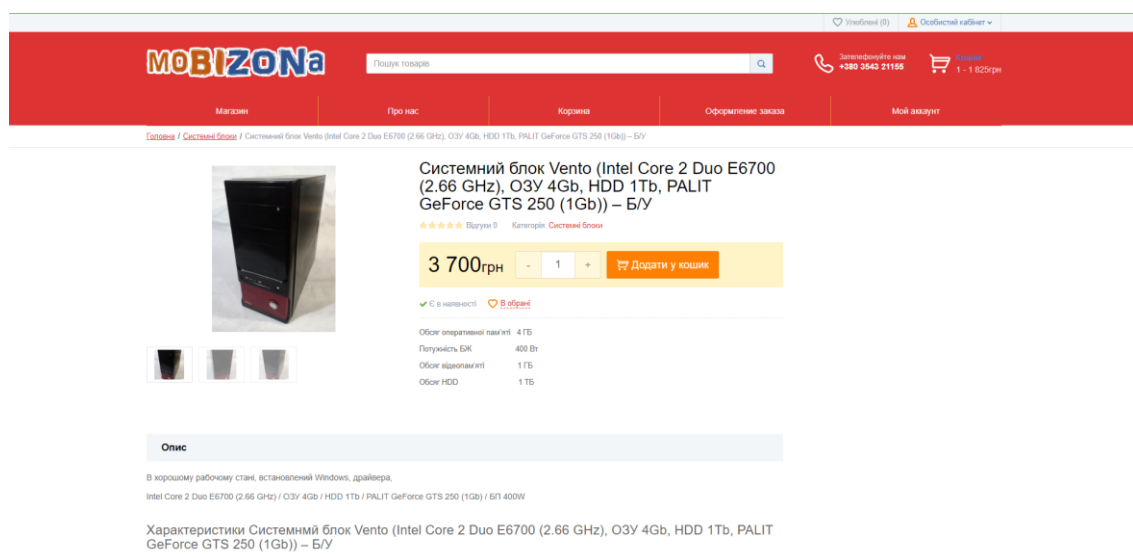 Улюблені (0) Особистий кабінет
MOBIZONa
Пошук товарів
Зателефонуйте нам
+380 3543 21155
Кошик
1 - 1 825грн
Магазин Про нас Корзина Оформление заказа Мой аккаунт
Головна / Системні блоки / Системний блок Vento (Intel Core 2 Duo E6700 (2.66 GHz), ОЗУ 4Gb, HDD 1Tb, PALIT GeForce GTS 250 (1Gb)) – Б/У
Системний блок Vento (Intel Core 2 Duo E6700
(2.66 GHz), ОЗУ 4Gb, HDD 1Tb, PALIT
GeForce GTS 250 (1Gb)) – Б/У
Відгуки 0 Категорія: Системні блоки
3 700грн - 1 + Додати у кошик
Є в наявності В обрані
Обсяг оперативної пам'яті 4 ГБ
Потужність БЖ 400 Вт
Обсяг відеопам'яті 1 ГБ
Обсяг HDD 1 ТБ
Опис
В хорошому рабочому стані, встановлений Windows, драйвера,
Intel Core 2 Duo E6700 (2.66 GHz) / ОЗУ 4Gb / HDD 1Tb / PALIT GeForce GTS 250 (1Gb) / БП 400W
Характеристики Системнмй блок Vento (Intel Core 2 Duo E6700 (2.66 GHz), ОЗУ 4Gb, HDD 1Tb, PALIT
GeForce GTS 250 (1Gb)) – Б/У